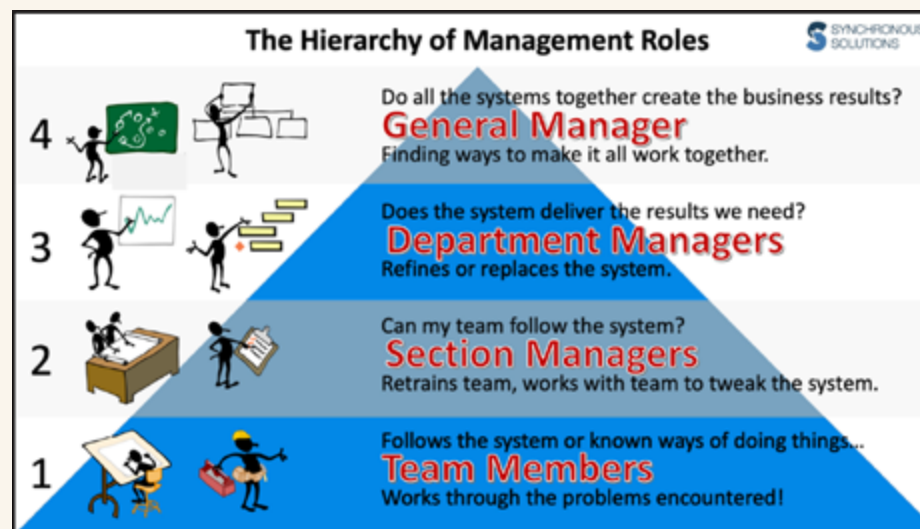 The Hierarchy of Management Roles
SYNCHRONOUS
SOLUTIONS
4
Do all the systems together create the business results?
General Manager
Finding ways to make it all work together.
3
Does the system deliver the results we need?
Department Managers
Refines or replaces the system.
2
Can my team follow the system?
Section Managers
Retrains team, works with team to tweak the system.
1
Follows the system or known ways of doing things...
Team Members
Works through the problems encountered!